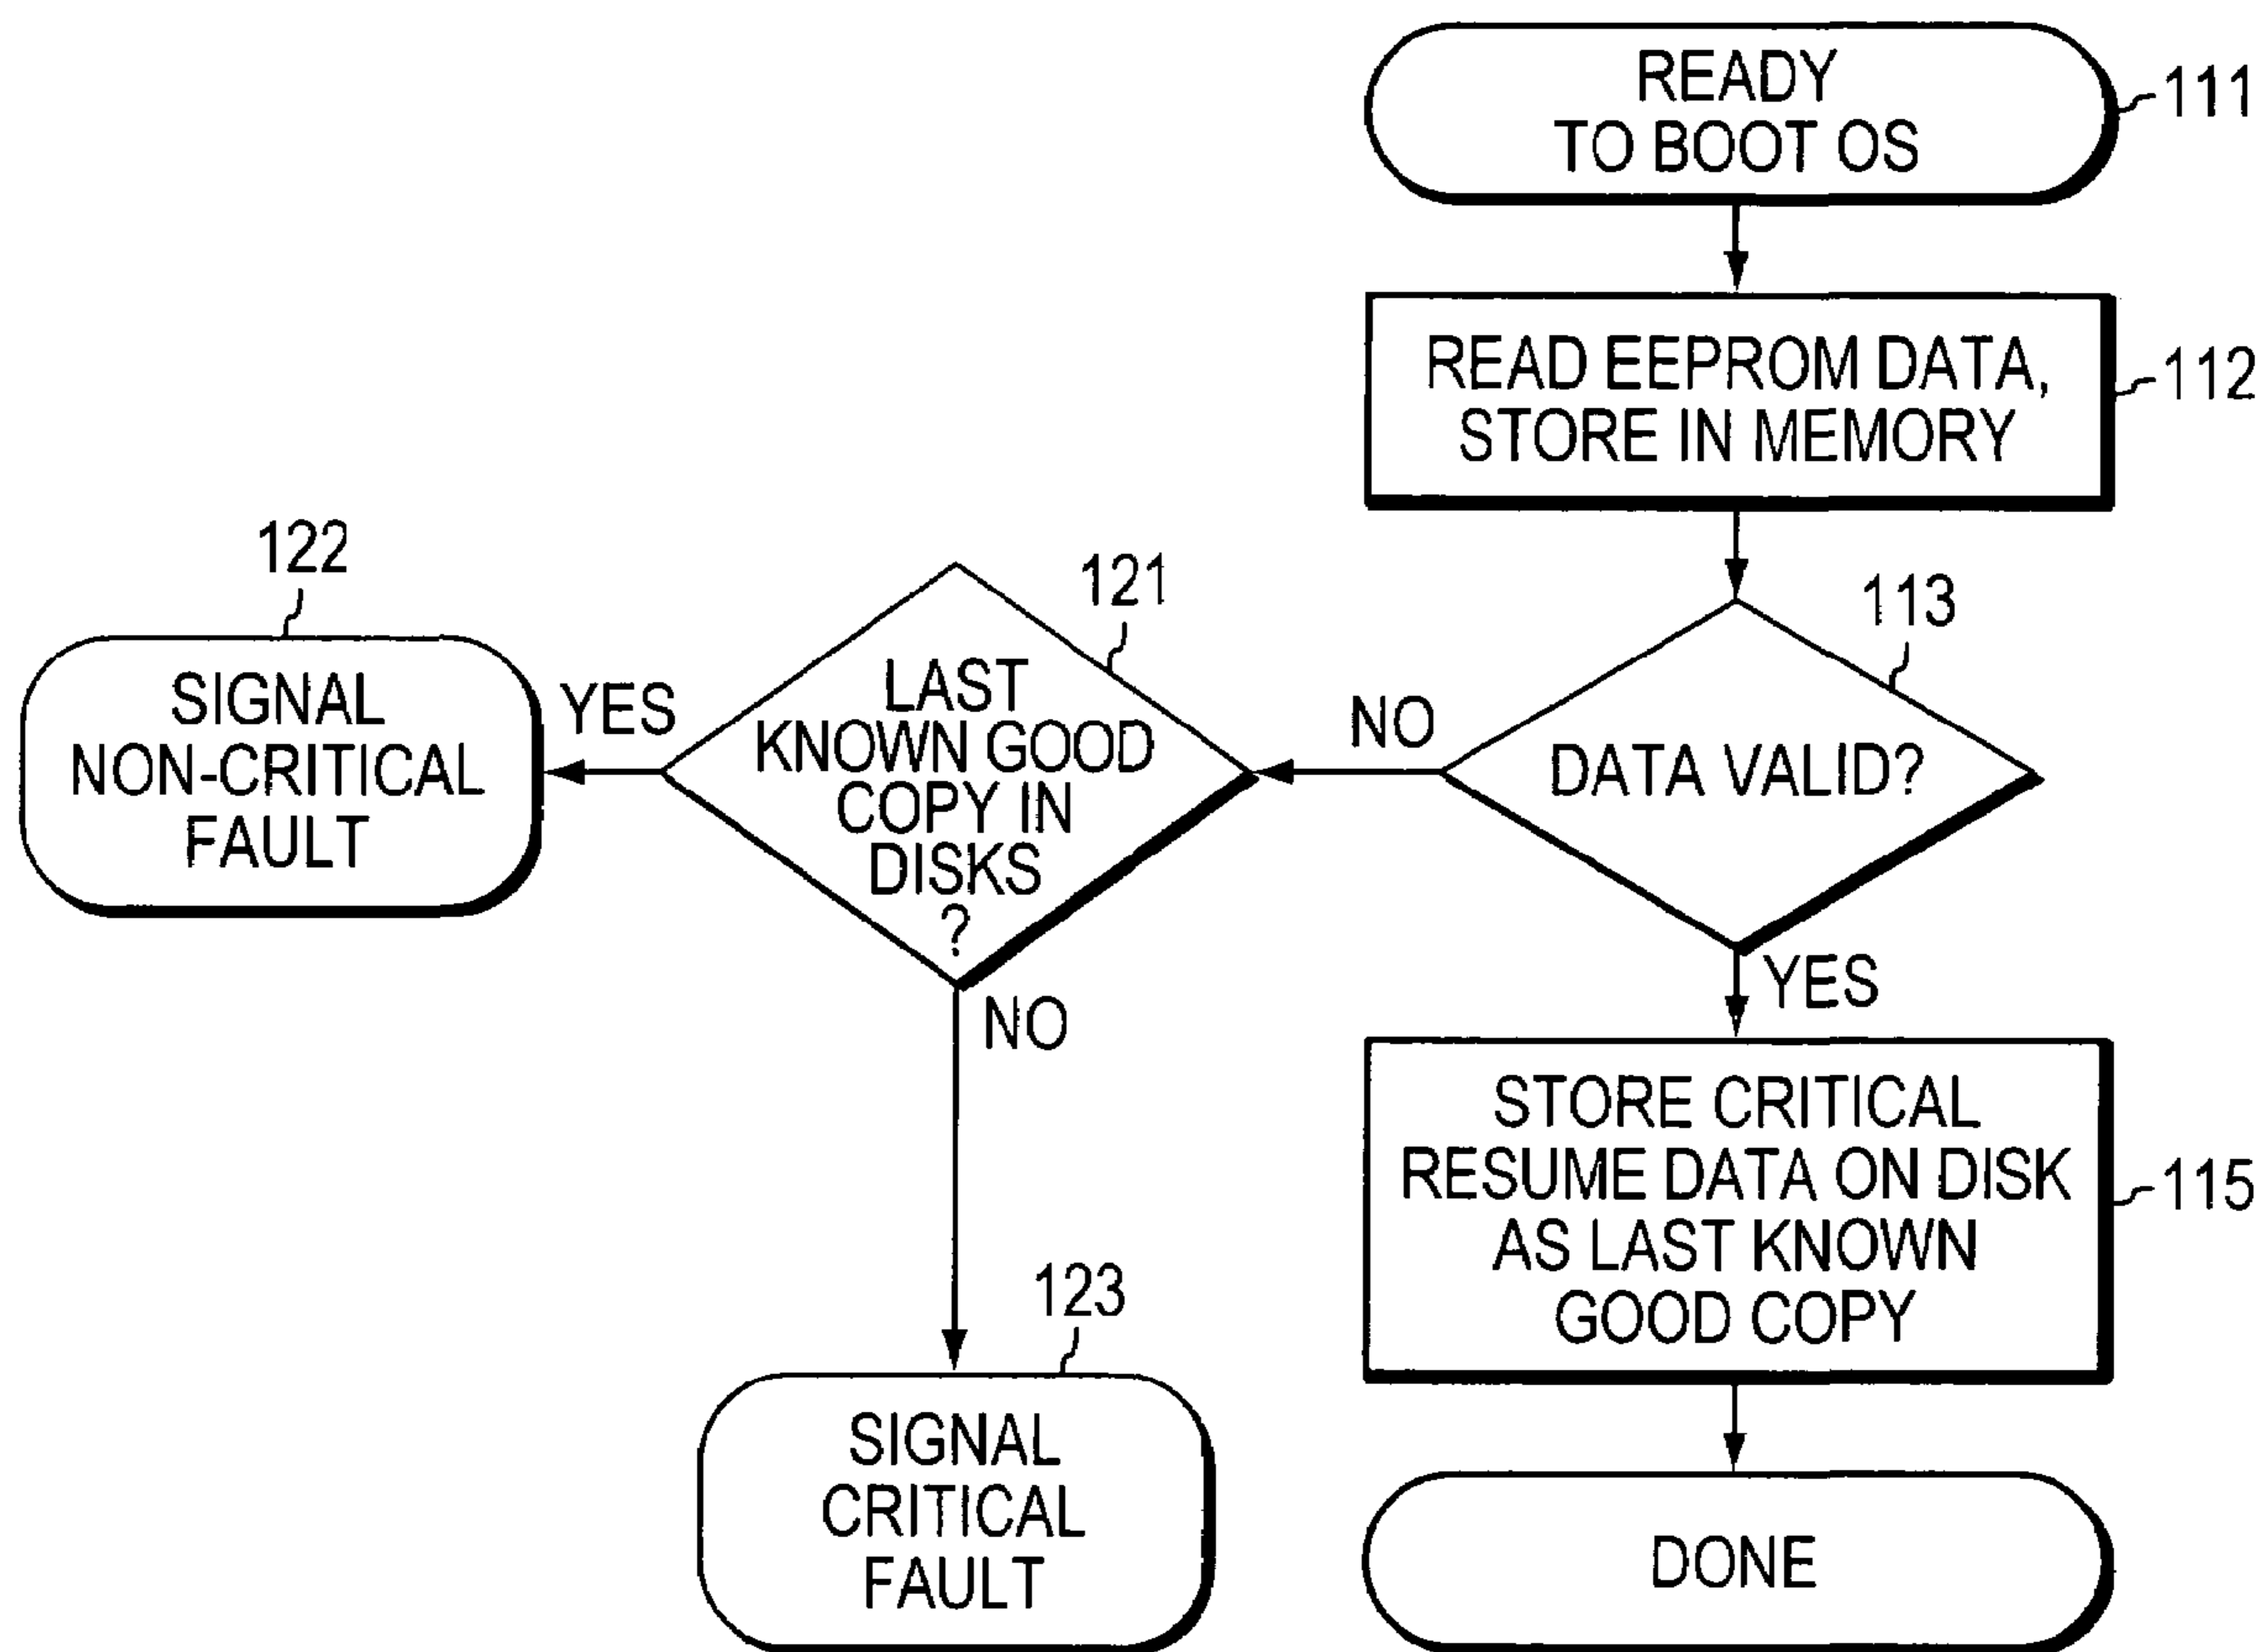 READY
TO BOOT OS
111
READ EEPROM DATA,
STORE IN MEMORY
112
113
DATA VALID?
NO
YES
121
LAST
KNOWN GOOD
COPY IN
DISKS
?
YES
NO
122
SIGNAL
NON-CRITICAL
FAULT
123
SIGNAL
CRITICAL
FAULT
STORE CRITICAL
RESUME DATA ON DISK
AS LAST KNOWN
GOOD COPY
115
DONE